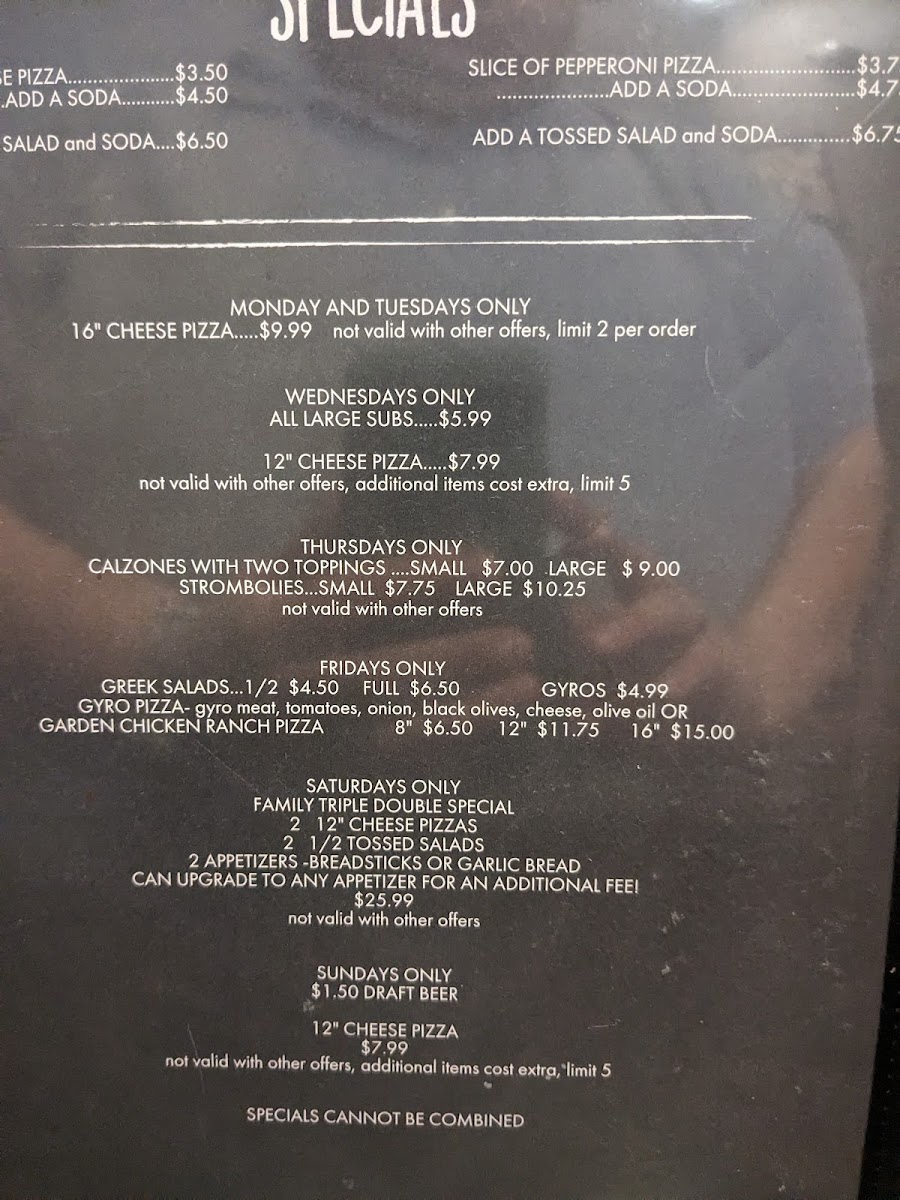 SPECIALS
PIZZA......................$3.50
ADD A SODA..........$4.50
SALAD and SODA....$6.50
SLICE OF PEPPERONI PIZZA.......................$3.7
.....................ADD A SODA....................$4.7
ADD A TOSSED SALAD and SODA.............$6.75
MONDAY AND TUESDAYS ONLY
16" CHEESE PIZZA.....$9.99 not valid with other offers, limit 2 per order
WEDNESDAYS ONLY
ALL LARGE SUBS.....$5.99
12" CHEESE PIZZA.....$7.99
not valid with other offers, additional items cost extra, limit 5
THURSDAYS ONLY
CALZONES WITH TWO TOPPINGS ....SMALL $7.00 .LARGE $ 9.00
STROMBOLIES...SMALL $7.75 LARGE $10.25
not valid with other offers
FRIDAYS ONLY
GREEK SALADS...1/2 $4.50 FULL $6.50 GYROS $4.99
GYRO PIZZA- gyro meat, tomatoes, onion, black olives, cheese, olive oil OR
GARDEN CHICKEN RANCH PIZZA 8" $6.50 12" $11.75 16" $15.00
SATURDAYS ONLY
FAMILY TRIPLE DOUBLE SPECIAL
2 12" CHEESE PIZZAS
2 1/2 TOSSED SALADS
2 APPETIZERS -BREADSTICKS OR GARLIC BREAD
CAN UPGRADE TO ANY APPETIZER FOR AN ADDITIONAL FEE!
$25.99
not valid with other offers
SUNDAYS ONLY
$1.50 DRAFT BEER
12" CHEESE PIZZA
$7.99
not valid with other offers, additional items cost extra, limit 5
SPECIALS CANNOT BE COMBINED